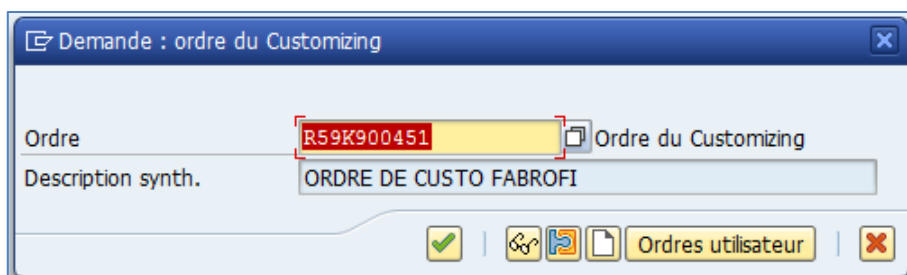 Demande : ordre du Customizing
Ordre R59K900451 Ordre du Customizing
Description synth. ORDRE DE CUSTO FABROFI
Ordres utilisateur